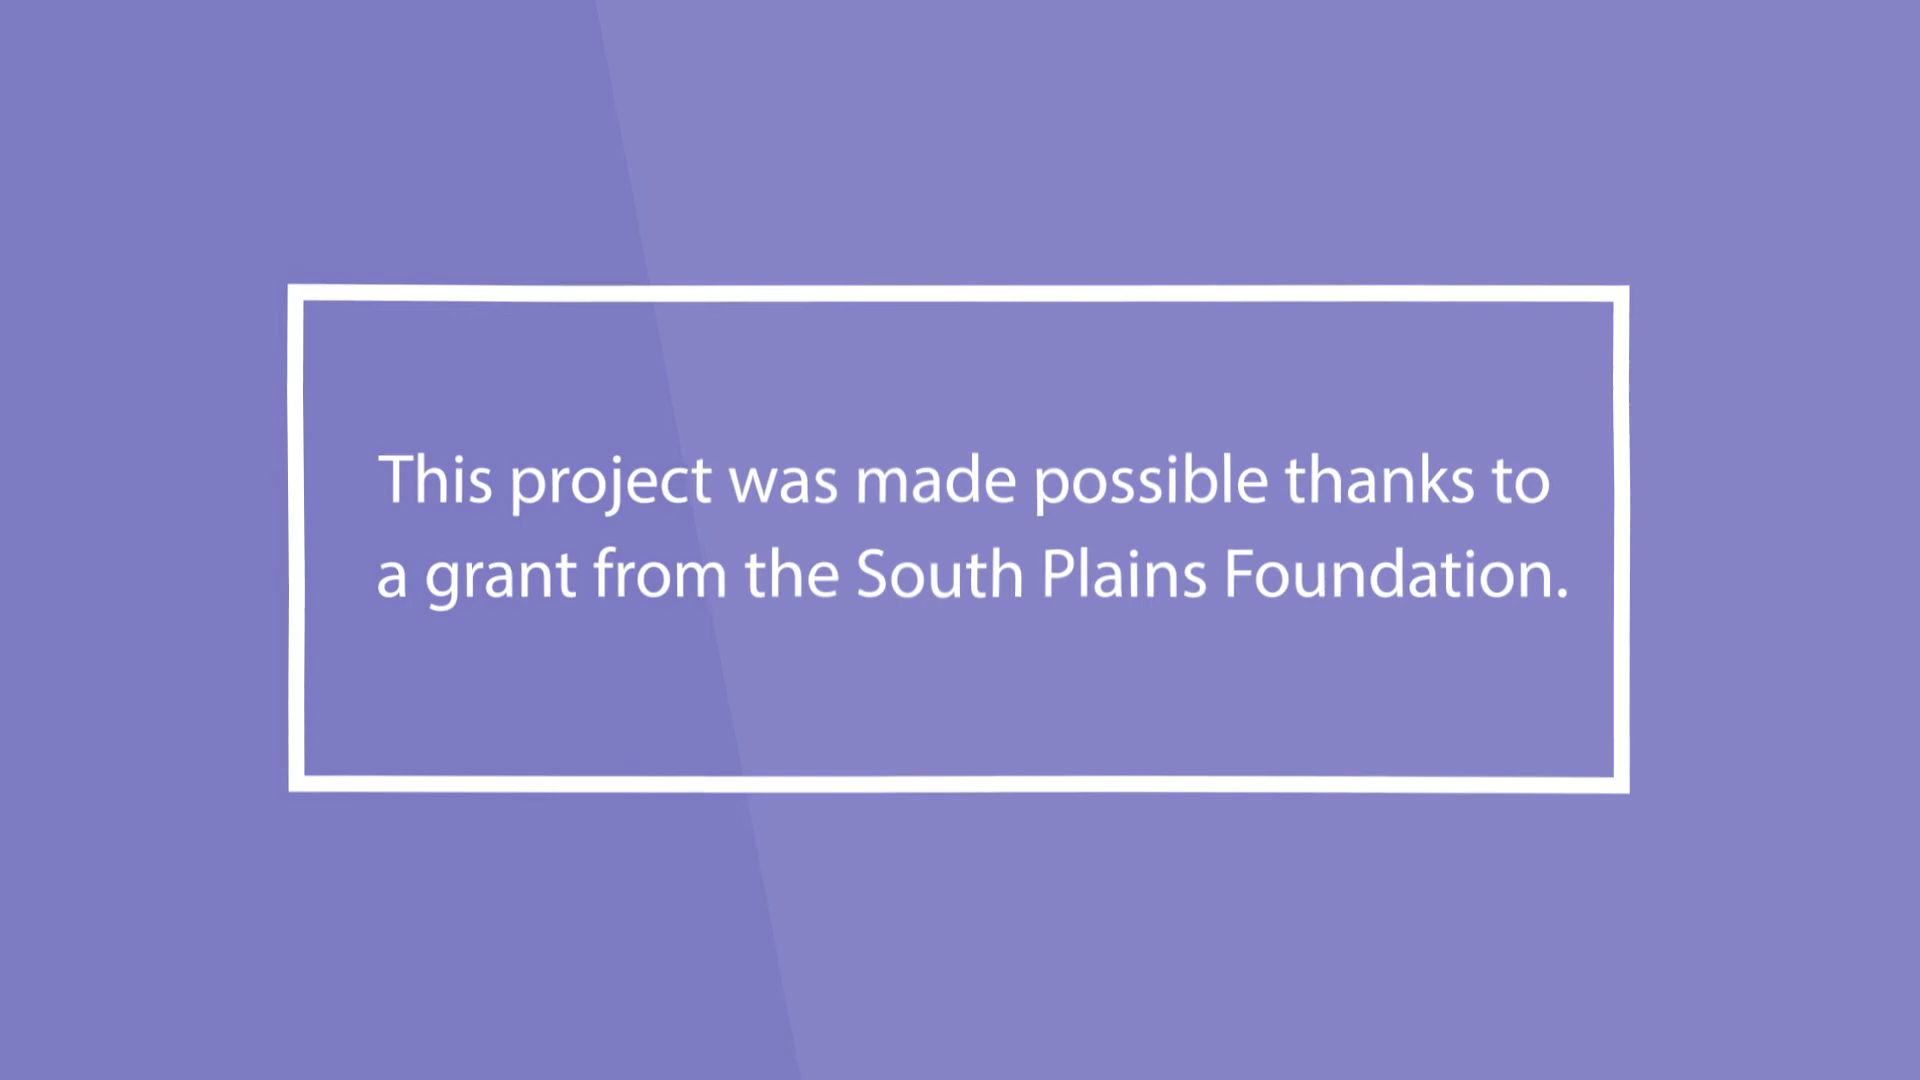 This project was made possible thanks to
a grant from the South Plains Foundation.